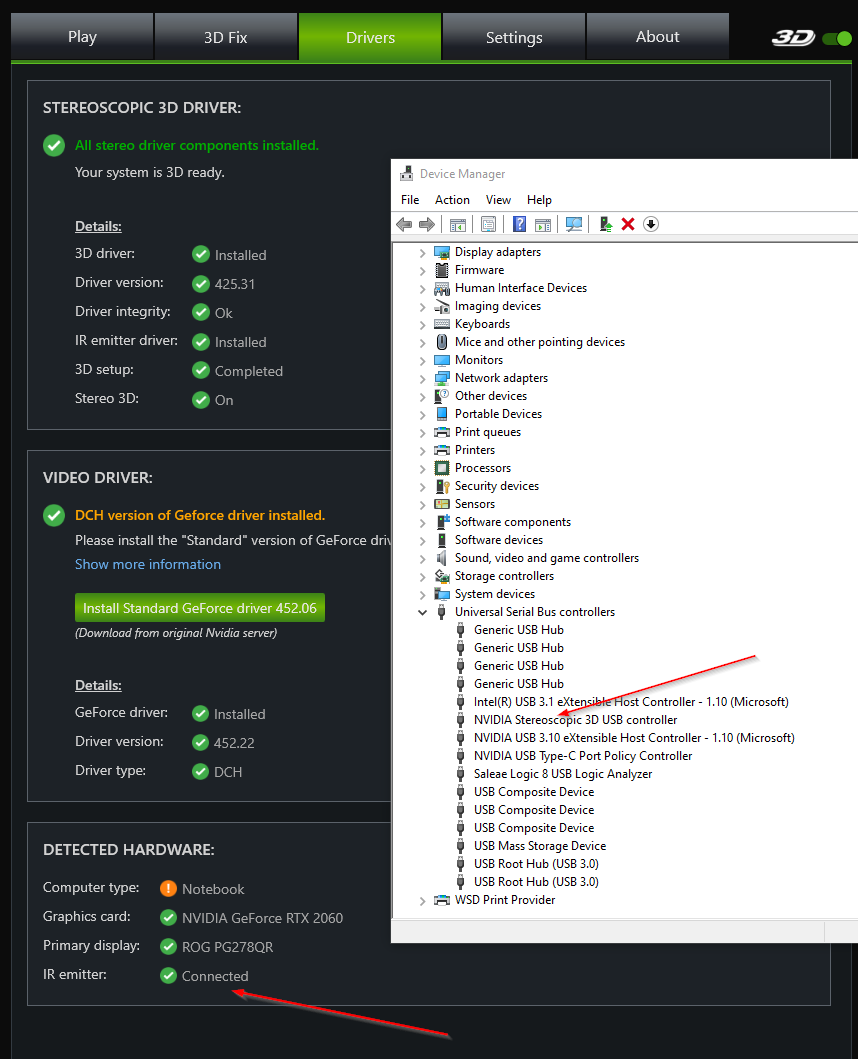 Play
3D Fix
Drivers
Settings
About
3D
STEREOSCOPIC 3D DRIVER:
All stereo driver components installed.
Your system is 3D ready.
Details:
3D driver: Installed
Driver version: 425.31
Driver integrity: Ok
IR emitter driver: Installed
3D setup: Completed
Stereo 3D: On
VIDEO DRIVER:
DCH version of Geforce driver installed.
Please install the "Standard" version of GeForce driv
Show more information
Install Standard GeForce driver 452.06
(Download from original Nvidia server)
Details:
GeForce driver: Installed
Driver version: 452.22
Driver type: DCH
DETECTED HARDWARE:
Computer type: Notebook
Graphics card: NVIDIA GeForce RTX 2060
Primary display: ROG PG278QR
IR emitter: Connected
Device Manager
File Action View Help
Display adapters
Firmware
Human Interface Devices
Imaging devices
Keyboards
Mice and other pointing devices
Monitors
Network adapters
Other devices
Portable Devices
Print queues
Printers
Processors
Security devices
Sensors
Software components
Software devices
Sound, video and game controllers
Storage controllers
System devices
Universal Serial Bus controllers
Generic USB Hub
Generic USB Hub
Generic USB Hub
Generic USB Hub
Intel(R) USB 3.1 eXtensible Host Controller - 1.10 (Microsoft)
NVIDIA Stereoscopic 3D USB controller
NVIDIA USB 3.10 eXtensible Host Controller - 1.10 (Microsoft)
NVIDIA USB Type-C Port Policy Controller
Saleae Logic 8 USB Logic Analyzer
USB Composite Device
USB Composite Device
USB Composite Device
USB Mass Storage Device
USB Root Hub (USB 3.0)
USB Root Hub (USB 3.0)
WSD Print Provider